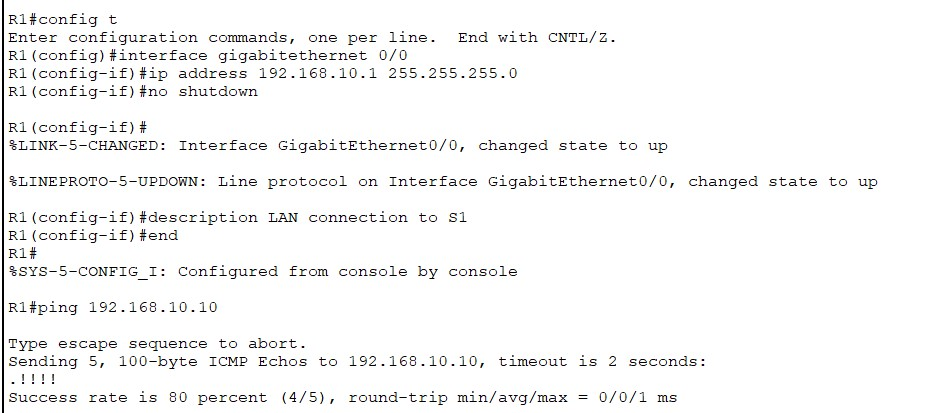 R1#config t
Enter configuration commands, one per line.  End with CNTL/Z.
R1(config)#interface gigabitethernet 0/0
R1(config-if)#ip address 192.168.10.1 255.255.255.0
R1(config-if)#no shutdown
R1(config-if)#
%LINK-5-CHANGED: Interface GigabitEthernet0/0, changed state to up
%LINEPROTO-5-UPDOWN: Line protocol on Interface GigabitEthernet0/0, changed state to up
R1(config-if)#description LAN connection to S1
R1(config-if)#end
R1#
%SYS-5-CONFIG_I: Configured from console by console
R1#ping 192.168.10.10
Type escape sequence to abort.
Sending 5, 100-byte ICMP Echos to 192.168.10.10, timeout is 2 seconds:
.!!!!
Success rate is 80 percent (4/5), round-trip min/avg/max = 0/0/1 ms